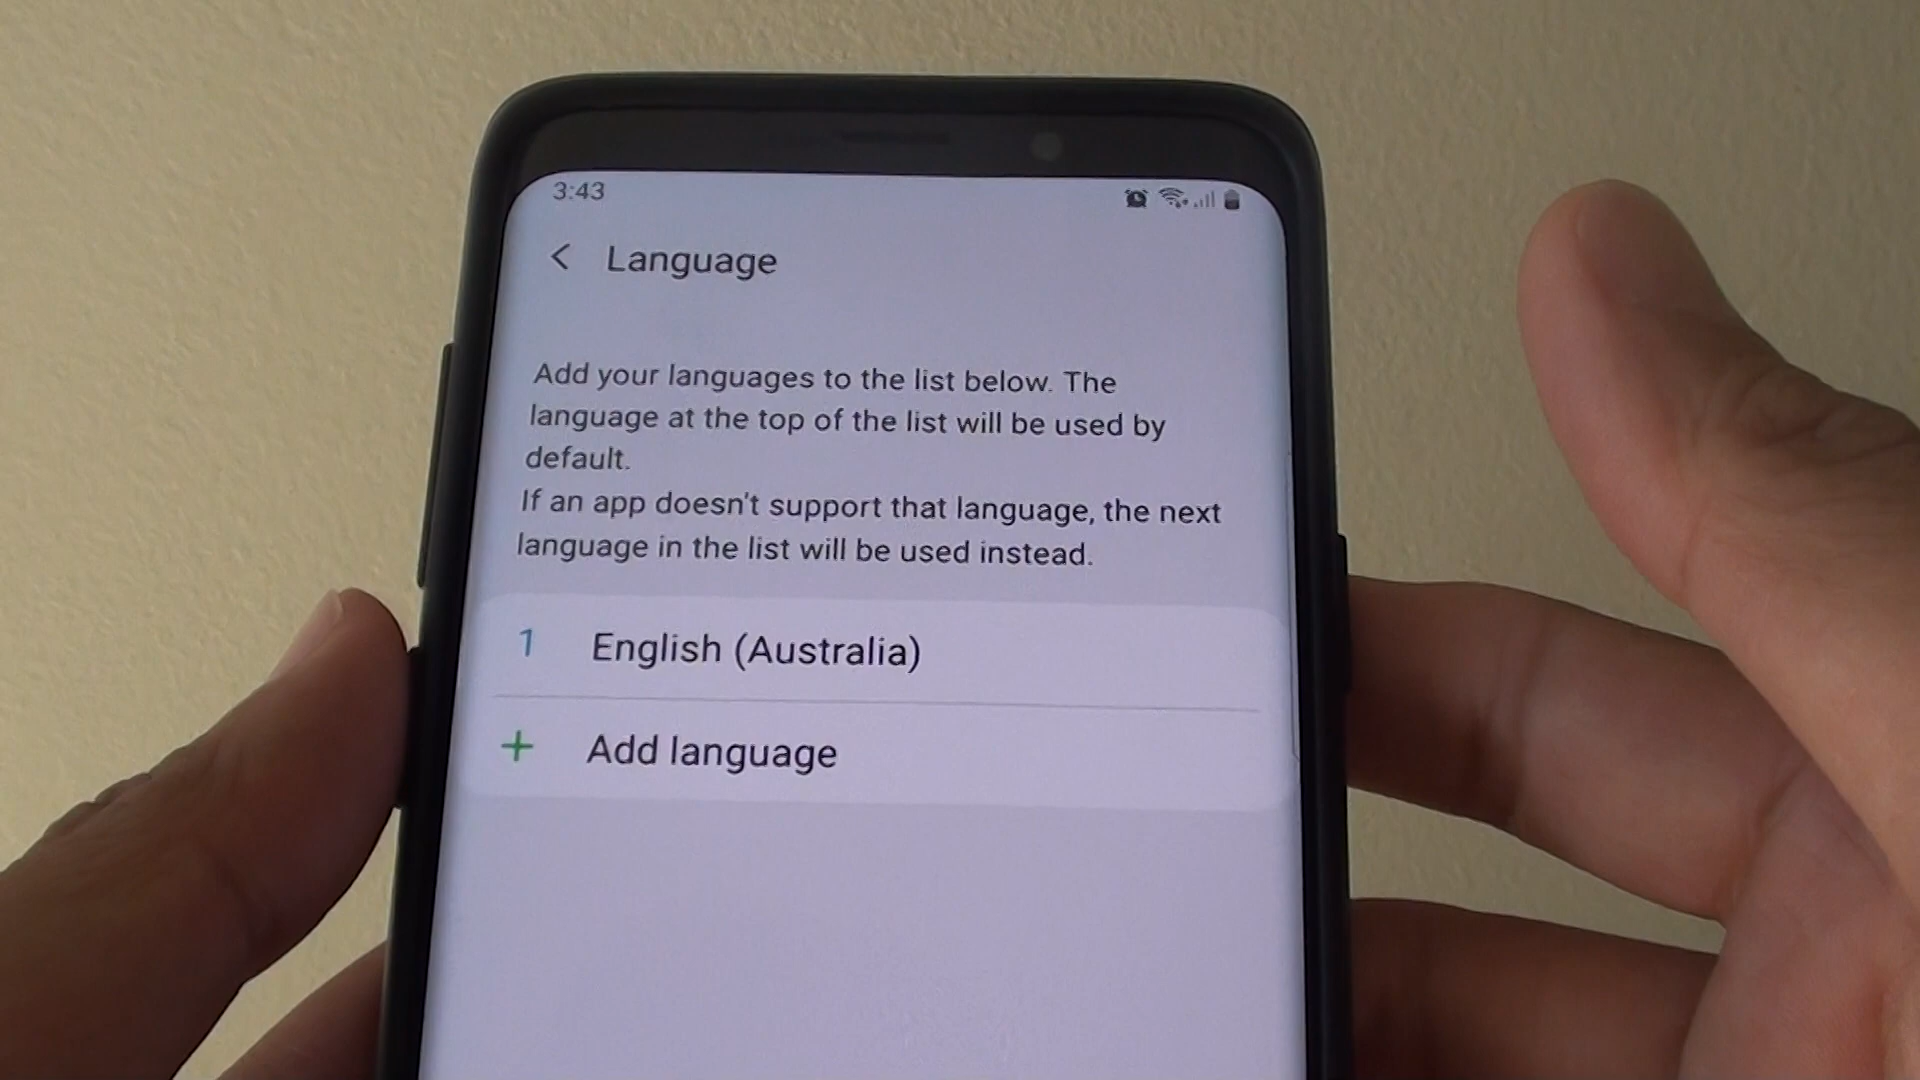 3:43
Language
Add your languages to the list below. The
language at the top of the list will be used by
default.
If an app doesn't support that language, the next
language in the list will be used instead.
1 English (Australia)
+ Add language